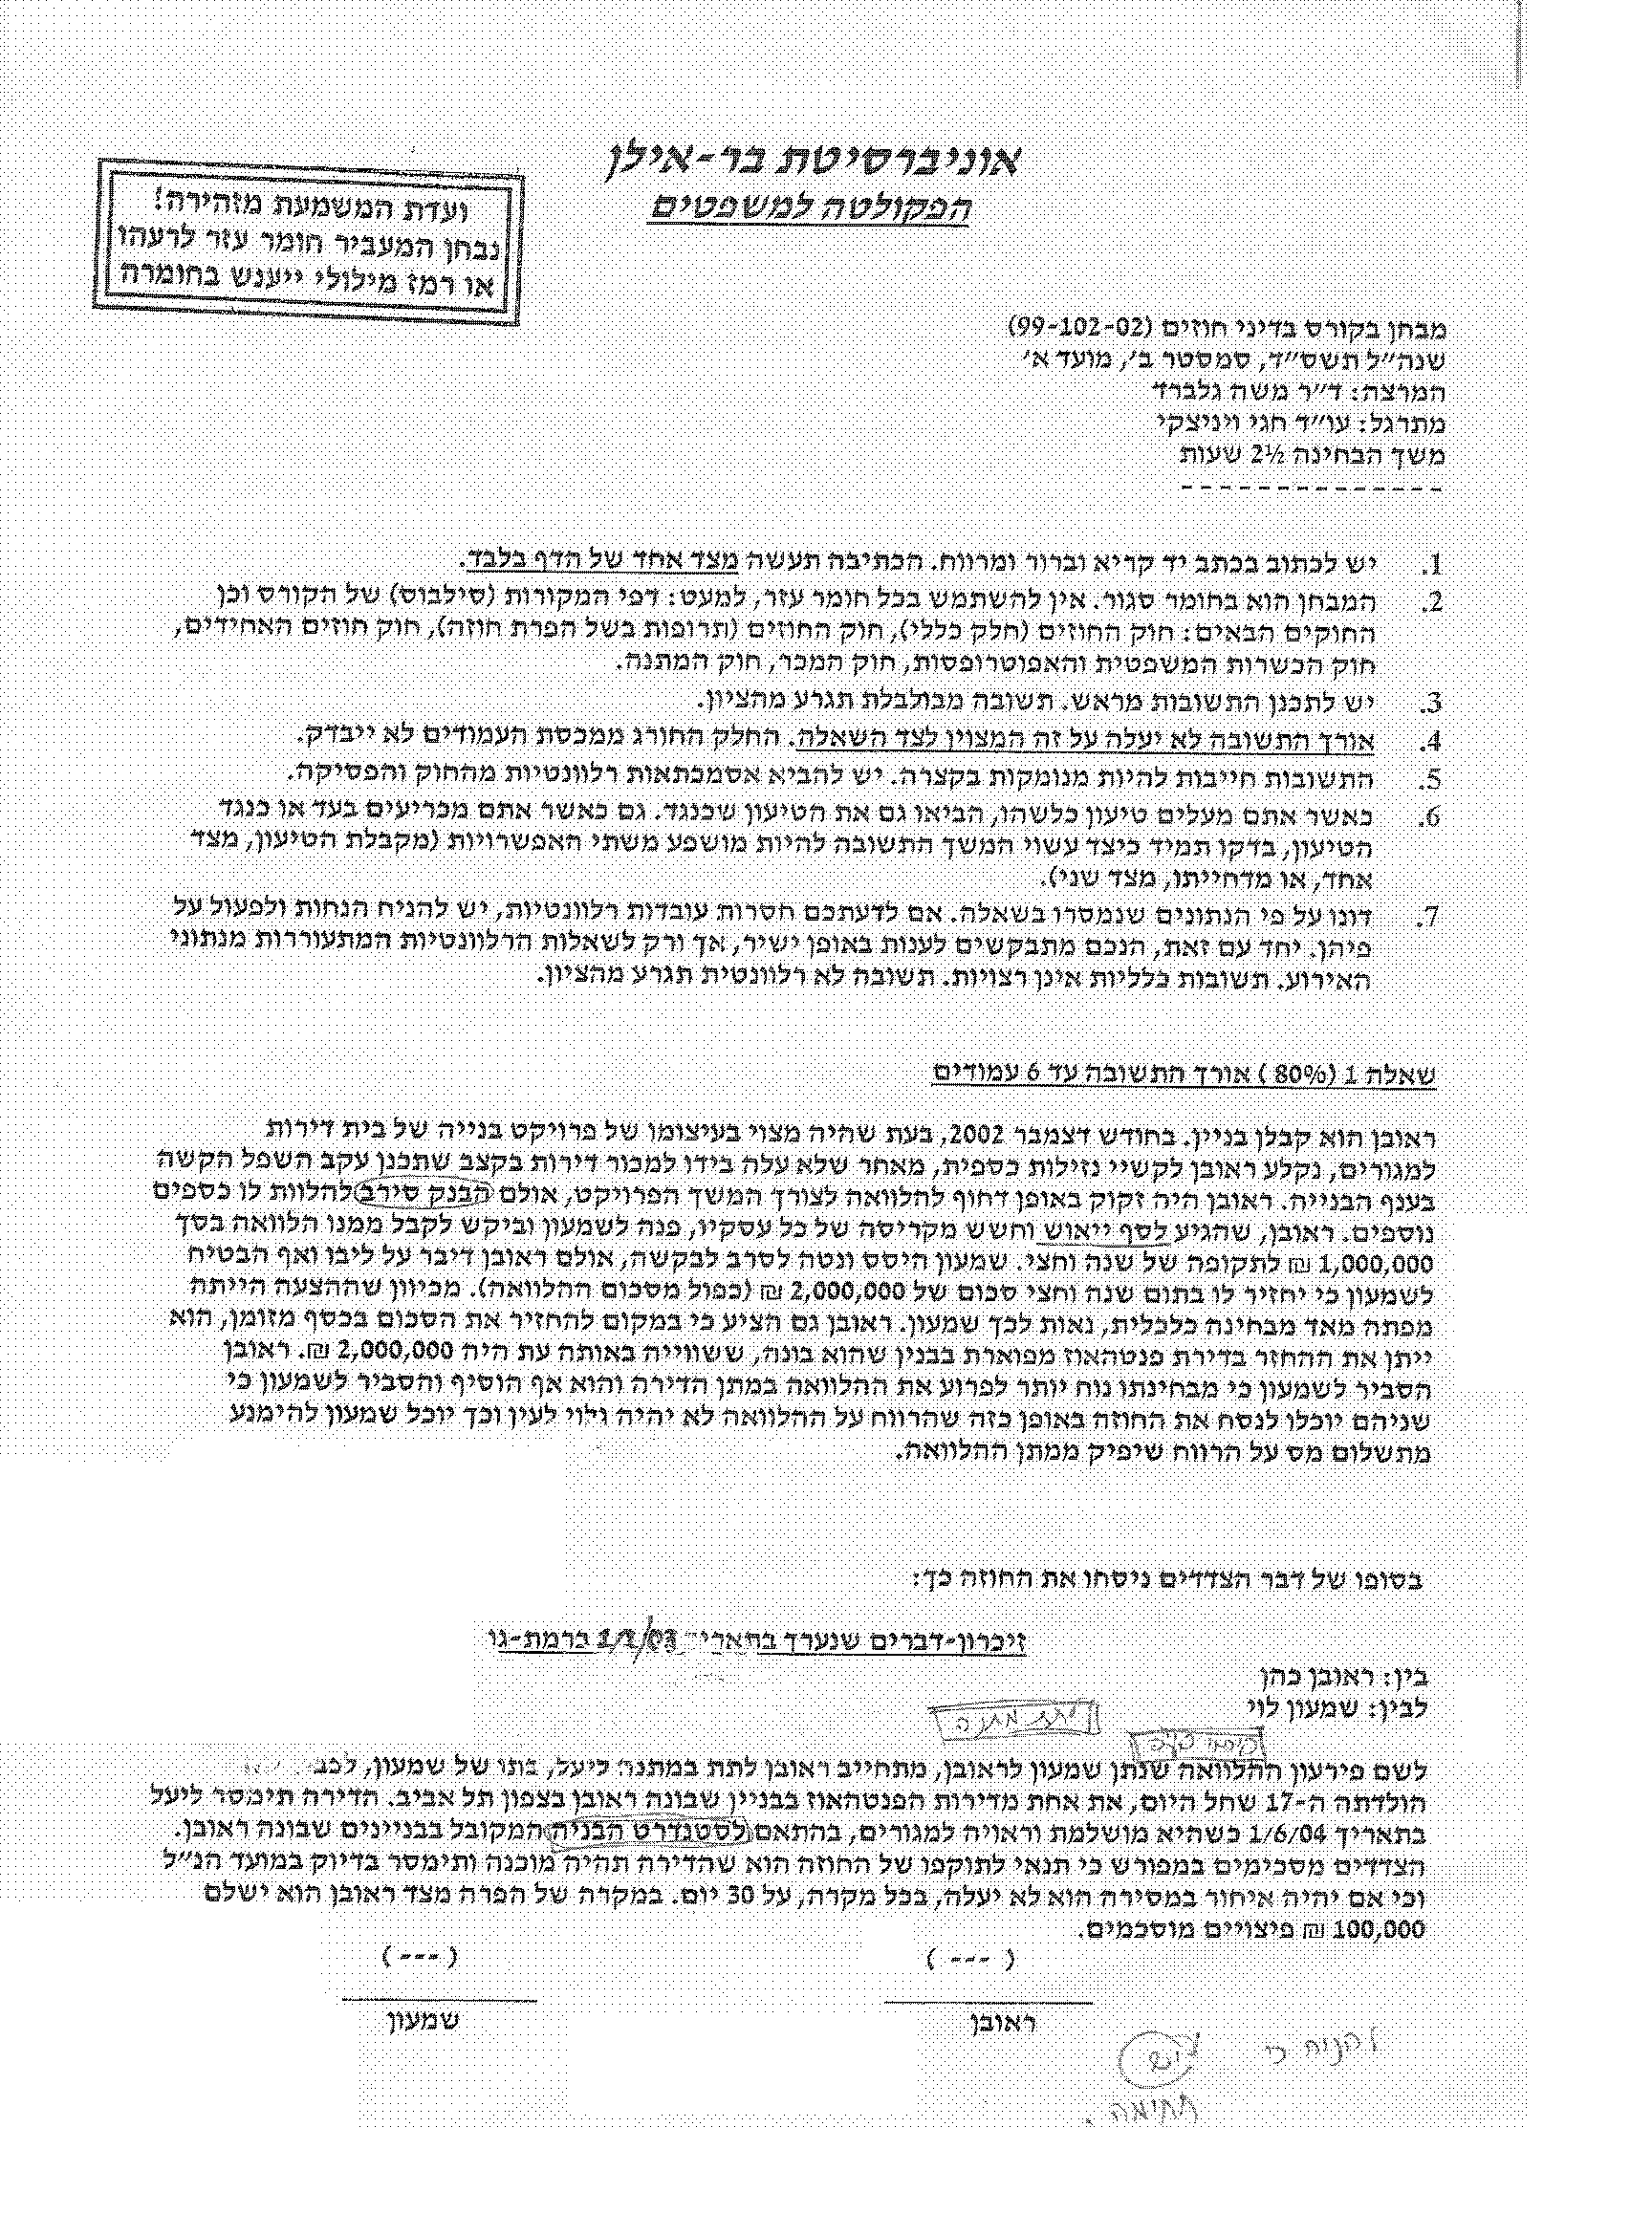 אוניברסיטת בר-אילן
הפקולטה למשפטים
ועדת המשמעת מזהירה!
נבחן המעביר חומר עזר לרעהו
או רמז מילולי ייענש בחומרה
מבחן בקורס בדיני חוזים (99-102-02)
שנה"ל תשס"ד, סמסטר ב', מועד א'
המרצה: ד"ר משה גלברד
מתרגל: עו"ד חגי ויניצקי
משך הבחינה 2½ שעות
--------------
1. יש לכתוב בכתב יד קריא וברור ומרווח. הכתיבה תעשה מצד אחד של הדף בלבד.
2. המבחן הוא בחומר סגור. אין להשתמש בכל חומר עזר, למעט: דפי המקורות (סילבוס) של הקורס וכן
החוקים הבאים: חוק החוזים (חלק כללי), חוק החוזים (תרופות בשל הפרת חוזה), חוק חוזים האחידים,
חוק הכשרות המשפטית והאפוטרופסות, חוק המכר, חוק המתנה.
3. יש לתכנן התשובות מראש. תשובה מבולבלת תגרע מהציון.
4. אורך התשובה לא יעלה על זה המצוין לצד השאלה. החלק החורג ממכסת העמודים לא ייבדק.
5. התשובות חייבות להיות מנומקות בקצרה. יש להביא אסמכתאות רלוונטיות מהחוק והפסיקה.
6. כאשר אתם מעלים טיעון כלשהו, הביאו גם את הטיעון שכנגד. גם כאשר אתם מכריעים בעד או כנגד
הטיעון, בדקו תמיד כיצד עשוי המשך התשובה להיות מושפע משתי האפשרויות (מקבלת הטיעון, מצד
אחד, או מדחייתו, מצד שני).
7. דונו על פי הנתונים שנמסרו בשאלה. אם לדעתכם חסרות עובדות רלוונטיות, יש להניח הנחות ולפעול על
פיהן. יחד עם זאת, הנכם מתבקשים לענות באופן ישיר, אך ורק לשאלות הרלוונטיות המתעוררות מנתוני
האירוע. תשובות כלליות אינן רצויות. תשובה לא רלוונטית תגרע מהציון.
שאלה 1 (80% ) אורך התשובה עד 6 עמודים
ראובן הוא קבלן בניין. בחודש דצמבר 2002, בעת שהיה מצוי בעיצומו של פרויקט בנייה של בית דירות
למגורים, נקלע ראובן לקשיי נזילות כספית, מאחר שלא עלה בידו למכור דירות בקצב שתכנן עקב השפל הקשה
בענף הבנייה. ראובן היה זקוק באופן דחוף להלוואה לצורך המשך הפרויקט, אולם הבנק סירב להלוות לו כספים
נוספים. ראובן, שהגיע לסף ייאוש וחשש מקריסה של כל עסקיו, פנה לשמעון וביקש לקבל ממנו הלוואה בסך
1,000,000 ₪ לתקופה של שנה וחצי. שמעון היסס ונטה לסרב לבקשה, אולם ראובן דיבר על ליבו ואף הבטיח
לשמעון כי יחזיר לו בתום שנה וחצי סכום של 2,000,000 ₪ (כפול מסכום ההלוואה). מכיוון שההצעה הייתה
מפתה מאד מבחינה כלכלית, נאות לכך שמעון. ראובן גם הציע כי במקום להחזיר את הסכום בכסף מזומן, הוא
ייתן את ההחזר בדירת פנטהאוז מפוארת בבנין שהוא בונה, ששווייה באותה עת היה 2,000,000 ₪. ראובן
הסביר לשמעון כי מבחינתו נוח יותר לפרוע את ההלוואה במתן הדירה והוא אף הוסיף והסביר לשמעון כי
שניהם יוכלו לנסח את החוזה באופן כזה שהרווח על ההלוואה לא יהיה גלוי לעין וכך יוכל שמעון להימנע
מתשלום מס על הרווח שיפיק ממתן ההלוואה.
בסופו של דבר הצדדים ניסחו את החוזה כך:
זיכרון-דברים שנערך בתאריך 1/1/03 ברמת-גן
בין: ראובן כהן
לבין: שמעון לוי
לשם פירעון ההלוואה שנתן שמעון לראובן, מתחייב ראובן לתת במתנה ליעל, בתו של שמעון,
הולדתה ה-17 שחל היום, את אחת מדירות הפנטהאוז בבניין שבונה ראובן בצפון תל אביב. הדירה תימסר ליעל
בתאריך 1/6/04 כשהיא מושלמת וראויה למגורים, בהתאם לסטנדרט הבניה המקובל בבניינים שבונה ראובן.
הצדדים מסכימים במפורש כי תנאי לתוקפו של החוזה הוא שהדירה תהיה מוכנה ותימסר בדיוק במועד הנ"ל
וכי אם יהיה איחור במסירה הוא לא יעלה, בכל מקרה, על 30 יום. במקרה של הפרה מצד ראובן הוא ישלם
100,000 ₪ פיצויים מוסכמים.
( --- ) ( --- )
ראובן שמעון
להניח כי
יש
חתימה.